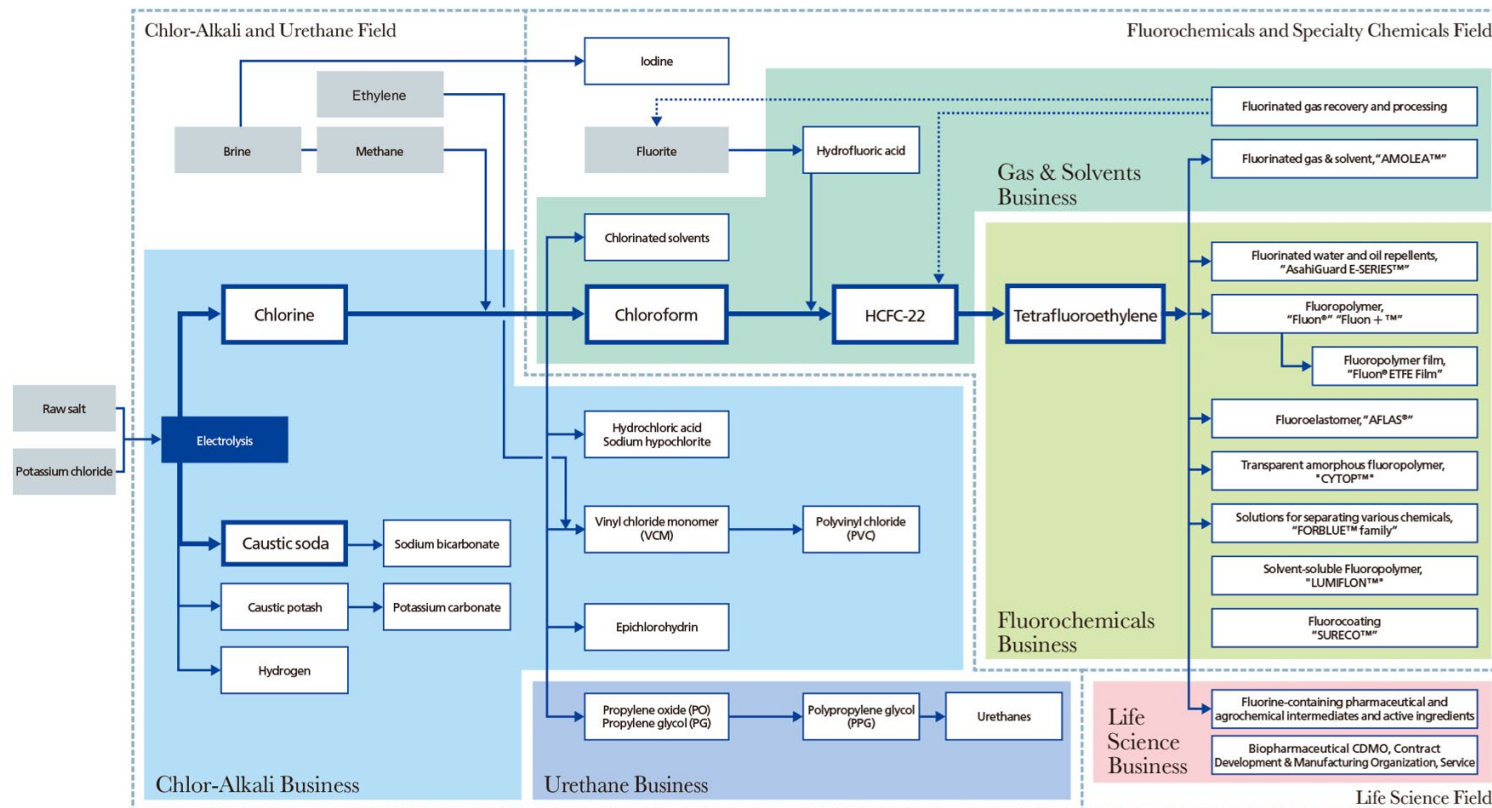 Chlor-Alkali and Urethane Field
Fluorochemicals and Specialty Chemicals Field
Iodine
Ethylene
Fluorinated gas recovery and processing
Brine
Methane
Fluorite
Hydrofluoric acid
Fluorinated gas & solvent,"AMOLEA™"
Gas & Solvents
Business
Chlorinated solvents
Fluorinated water and oil repellents,
"AsahiGuard E-SERIES™"
Chlorine
Chloroform
HCFC-22
Tetrafluoroethylene
Fluoropolymer,
"Fluon®" "Fluon + ™"
Fluoropolymer film,
"Fluon® ETFE Film"
Raw salt
Potassium chloride
Electrolysis
Hydrochloric acid
Sodium hypochlorite
Fluoroelastomer,"AFLAS®"
Transparent amorphous fluoropolymer,
"CYTOP™"
Caustic soda
Sodium bicarbonate
Vinyl chloride monomer
(VCM)
Polyvinyl chloride
(PVC)
Solutions for separating various chemicals,
"FORBLUE™ family"
Solvent-soluble Fluoropolymer,
"LUMIFLON™"
Caustic potash
Potassium carbonate
Epichlorohydrin
Fluorochemicals
Business
Fluorocoating
"SURECO™"
Hydrogen
Propylene oxide (PO)
Propylene glycol (PG)
Polypropylene glycol
(PPG)
Urethanes
Life
Science
Business
Fluorine-containing pharmaceutical and
agrochemical intermediates and active ingredients
Biopharmaceutical CDMO, Contract
Development & Manufacturing Organization, Service
Chlor-Alkali Business
Urethane Business
Life Science Field